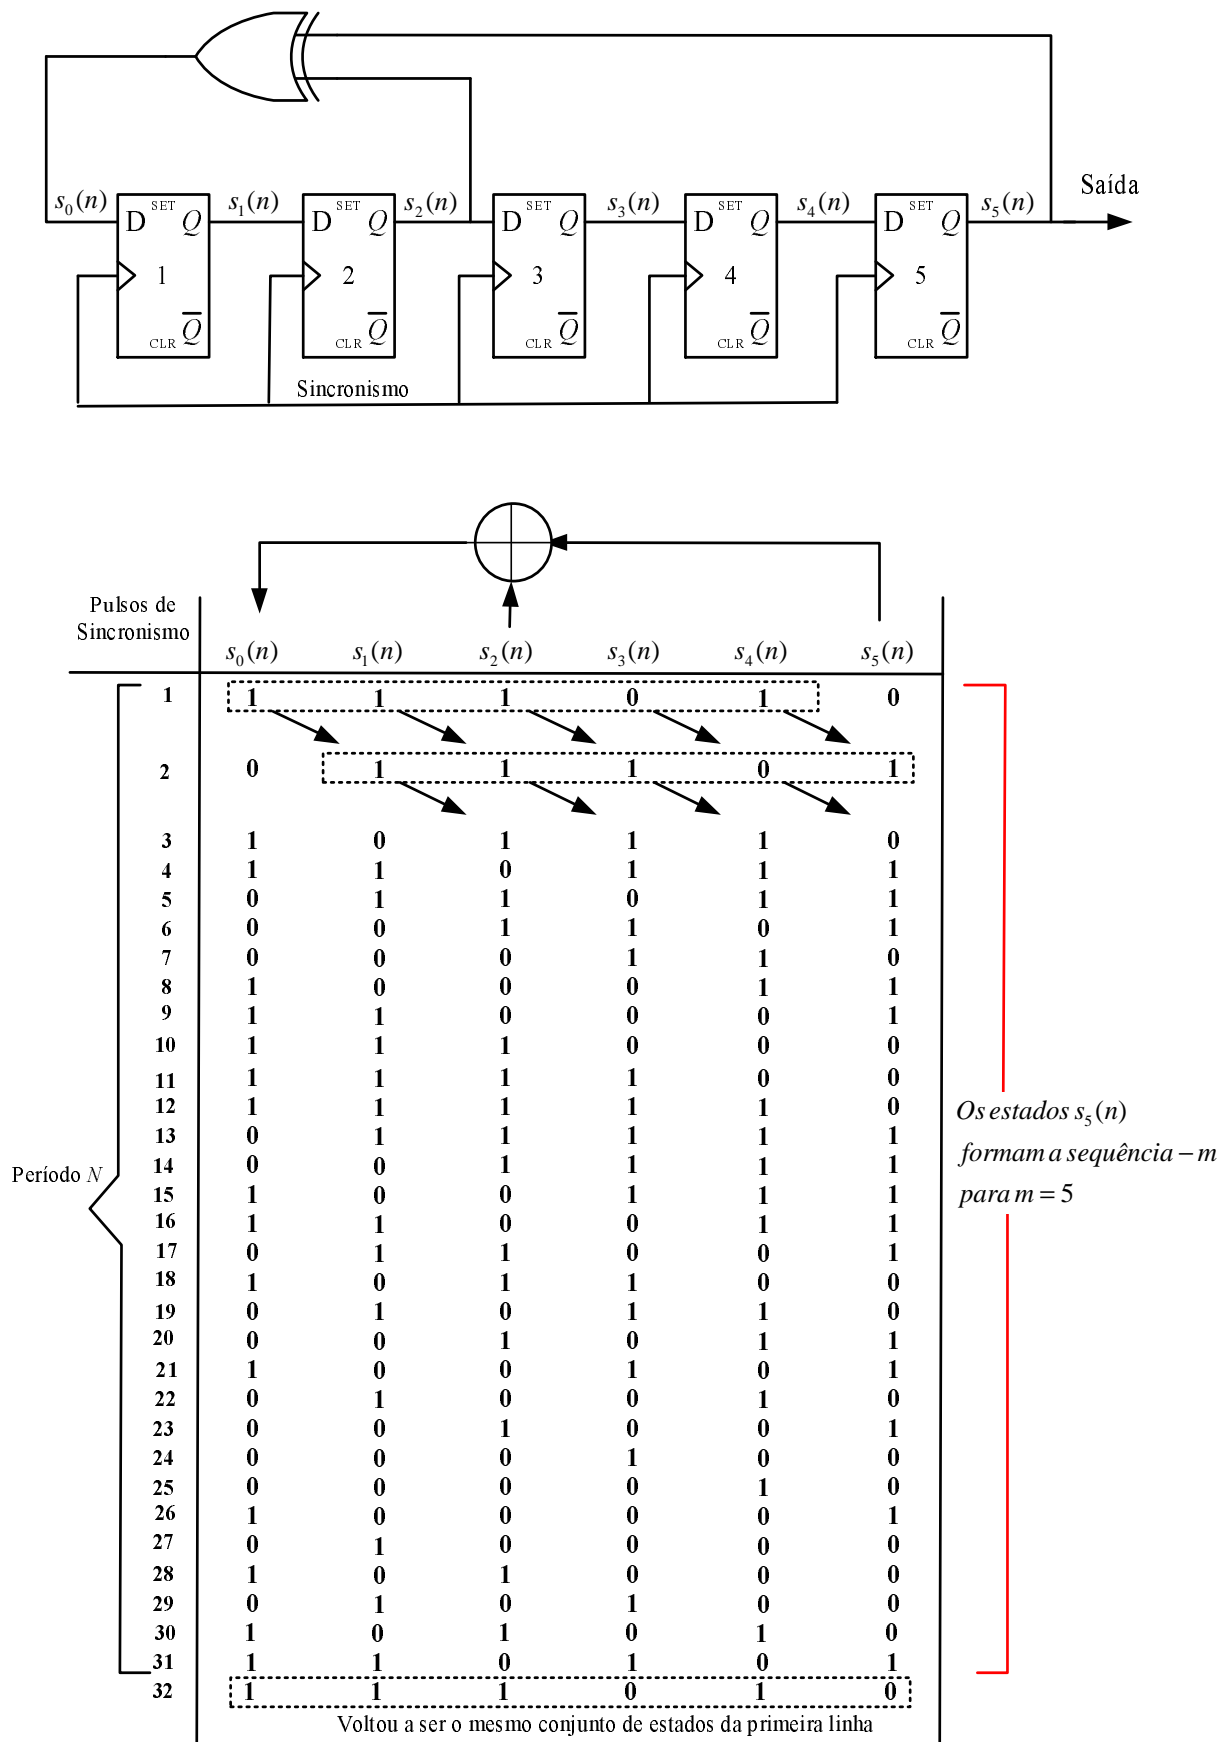 s₀(n) s₁(n) s₂(n) s₃(n) s₄(n) s₅(n) Saída
D SET Q D SET Q D SET Q D SET Q D SET Q
1 2 3 4 5
CLR Q̅ CLR Q̅ CLR Q̅ CLR Q̅ CLR Q̅
Sincronismo
Pulsos de
Sincronismo
s₀(n) s₁(n) s₂(n) s₃(n) s₄(n) s₅(n)
1 1 1 1 0 1 0
2 0 1 1 1 0 1
3 1 0 1 1 1 0
4 1 1 0 1 1 1
5 0 1 1 0 1 1
6 0 0 1 1 0 1
7 0 0 0 1 1 0
8 1 0 0 0 1 1
9 1 1 0 0 0 1
10 1 1 1 0 0 0
11 1 1 1 1 0 0
12 1 1 1 1 1 0
13 0 1 1 1 1 1
14 0 0 1 1 1 1
15 1 0 0 1 1 1
16 1 1 0 0 1 1
17 0 1 1 0 0 1
18 1 0 1 1 0 0
19 0 1 0 1 1 0
20 0 0 1 0 1 1
21 1 0 0 1 0 1
22 0 1 0 0 1 0
23 0 0 1 0 0 1
24 0 0 0 1 0 0
25 0 0 0 0 1 0
26 1 0 0 0 0 1
27 0 1 0 0 0 0
28 1 0 1 0 0 0
29 0 1 0 1 0 0
30 1 0 1 0 1 0
31 1 1 0 1 0 1
32 1 1 1 0 1 0
Voltou a ser o mesmo conjunto de estados da primeira linha
Período N
Os estados s₅(n)
formam a sequência – m
para m = 5